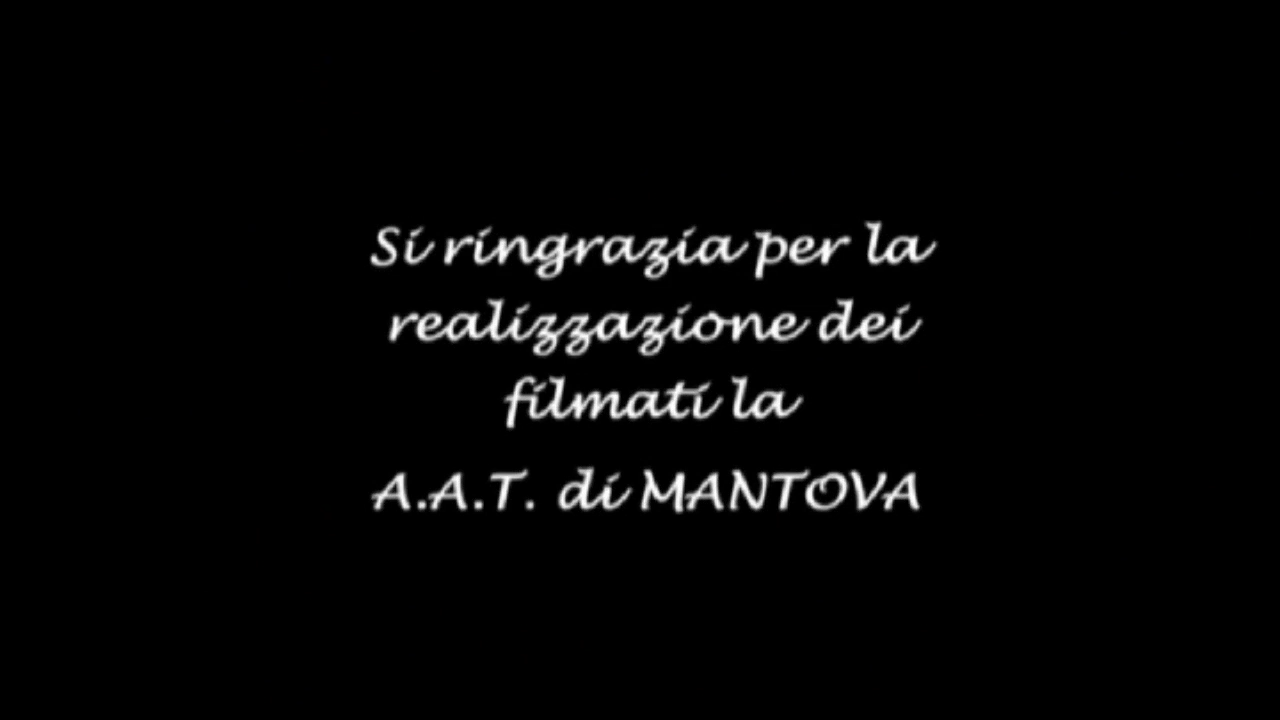 Si ringrazia per la
realizzazione dei
filmati la
A.A.T. di MANTOVA